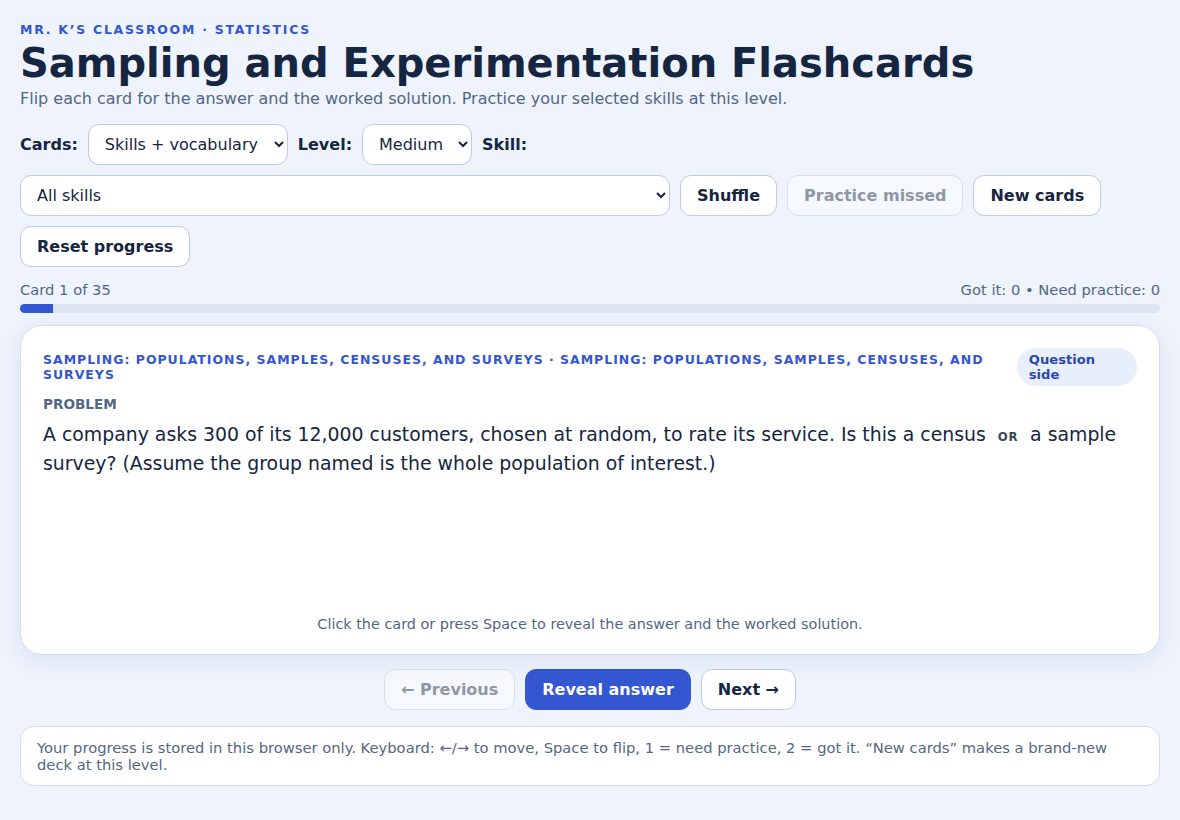 MR. K’S CLASSROOM · STATISTICS
Sampling and Experimentation Flashcards
Flip each card for the answer and the worked solution. Practice your selected skills at this level.
Cards: Skills + vocabulary Level: Medium Skill:
All skills Shuffle Practice missed New cards
Reset progress
Card 1 of 35 Got it: 0 • Need practice: 0
SAMPLING: POPULATIONS, SAMPLES, CENSUSES, AND SURVEYS · SAMPLING: POPULATIONS, SAMPLES, CENSUSES, AND
SURVEYS
Question
side
PROBLEM
A company asks 300 of its 12,000 customers, chosen at random, to rate its service. Is this a census OR a sample
survey? (Assume the group named is the whole population of interest.)
Click the card or press Space to reveal the answer and the worked solution.
← Previous Reveal answer Next →
Your progress is stored in this browser only. Keyboard: ←/→ to move, Space to flip, 1 = need practice, 2 = got it. “New cards” makes a brand-new
deck at this level.